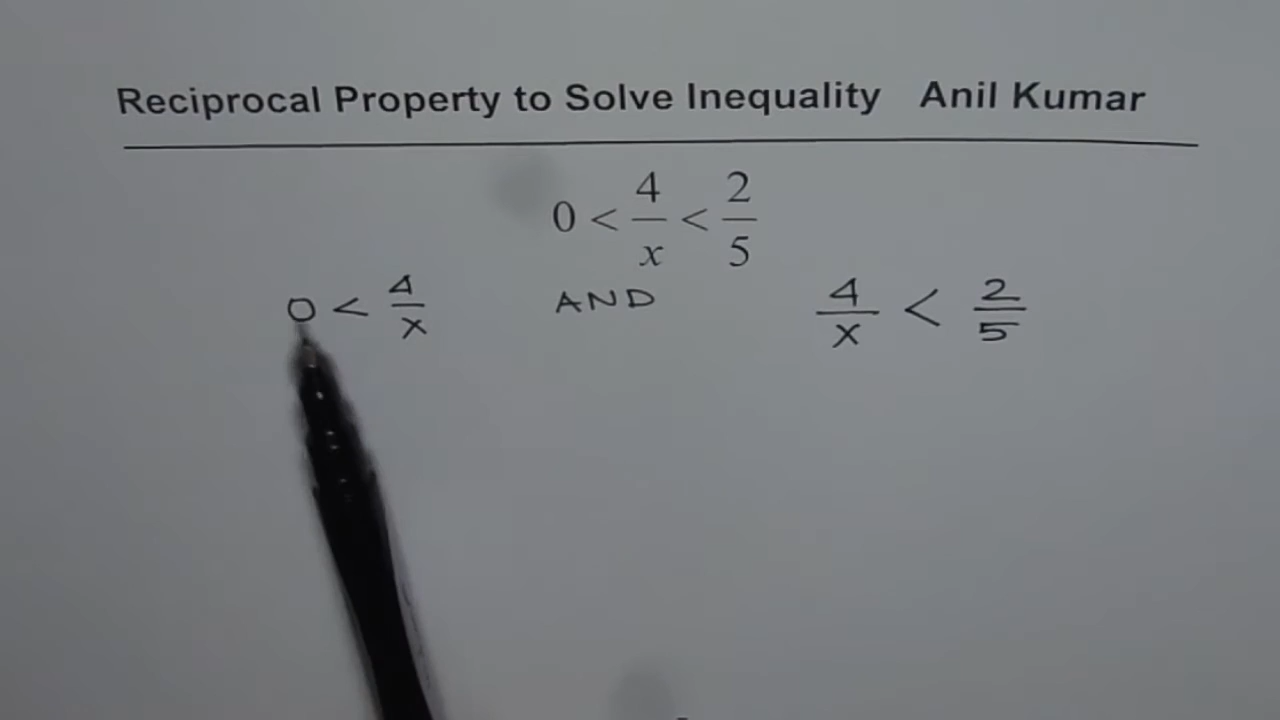 Reciprocal Property to Solve Inequality Anil Kumar
0 < 4/x < 2/5
0 < 4/x AND 4/x < 2/5